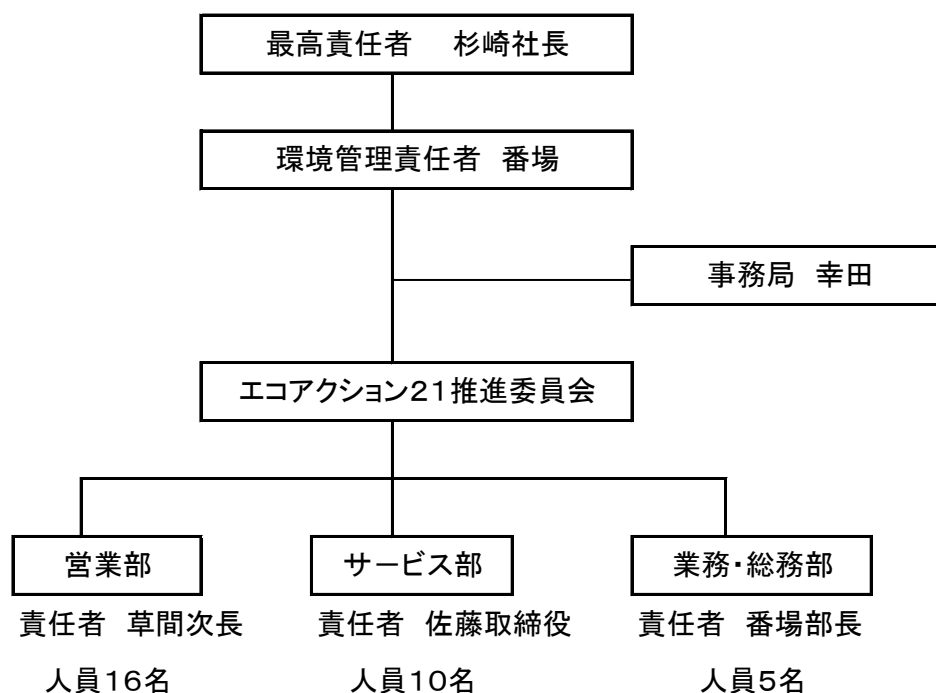 最高責任者　杉崎社長
環境管理責任者　番場
事務局　幸田
エコアクション21推進委員会
営業部
サービス部
業務・総務部
責任者　草間次長
責任者　佐藤取締役
責任者　番場部長
人員16名
人員10名
人員5名